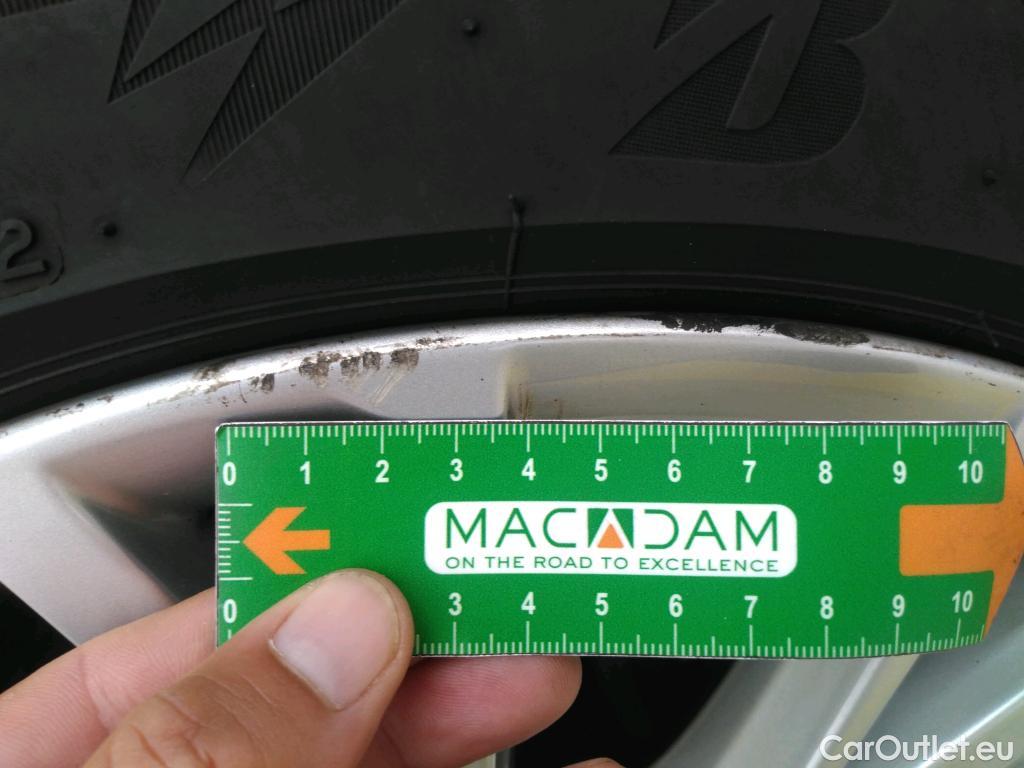 B
2
0 1 2 3 4 5 6 7 8 9 10
MACADAM
ON THE ROAD TO EXCELLENCE
0 3 4 5 6 7 8 9 10
CarOutlet.eu